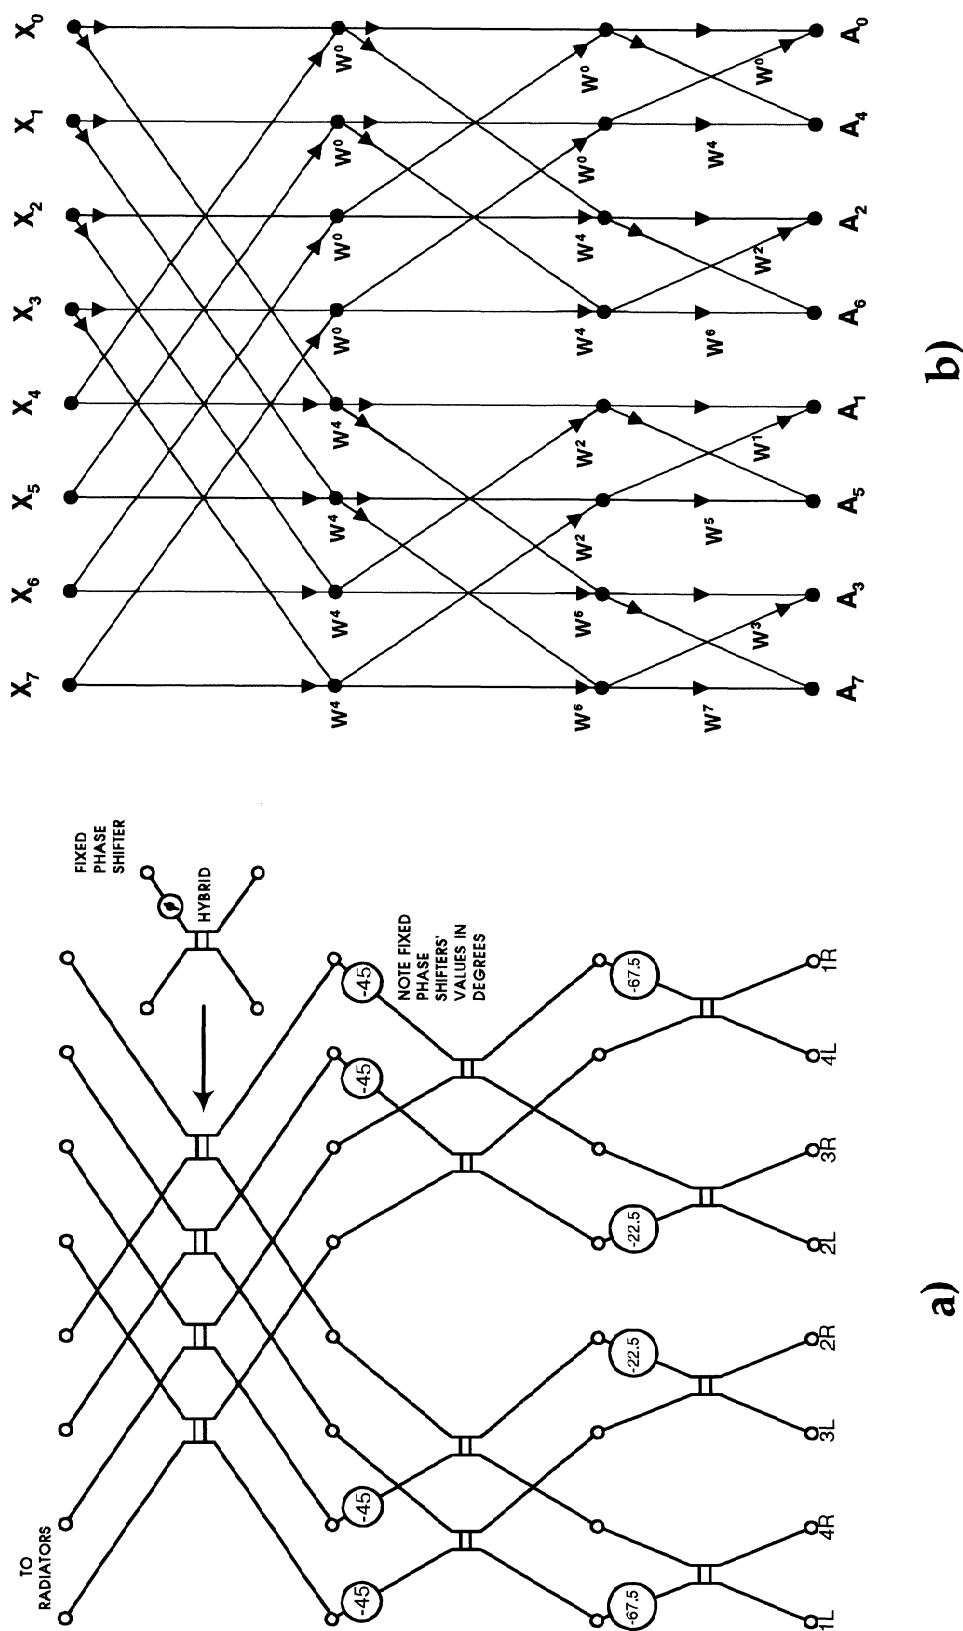 TO
RADIATORS
FIXED
PHASE
SHIFTER
HYBRID
-45
-45
-45
-45
NOTE FIXED
PHASE
SHIFTERS'
VALUES IN
DEGREES
-67.5
-22.5
-22.5
-67.5
1L 4R 3L 2R 2L 3R 4L 1R
a)
X₇ X₆ X₅ X₄ X₃ X₂ X₁ X₀
W⁴ W⁴ W⁴ W⁴ W⁰ W⁰ W⁰ W⁰
W⁶ W⁶ W² W² W⁴ W⁴ W⁰ W⁰
W⁷ W³ W⁵ W¹ W⁶ W² W⁴ W⁰
A₇ A₃ A₅ A₁ A₆ A₂ A₄ A₀
b)